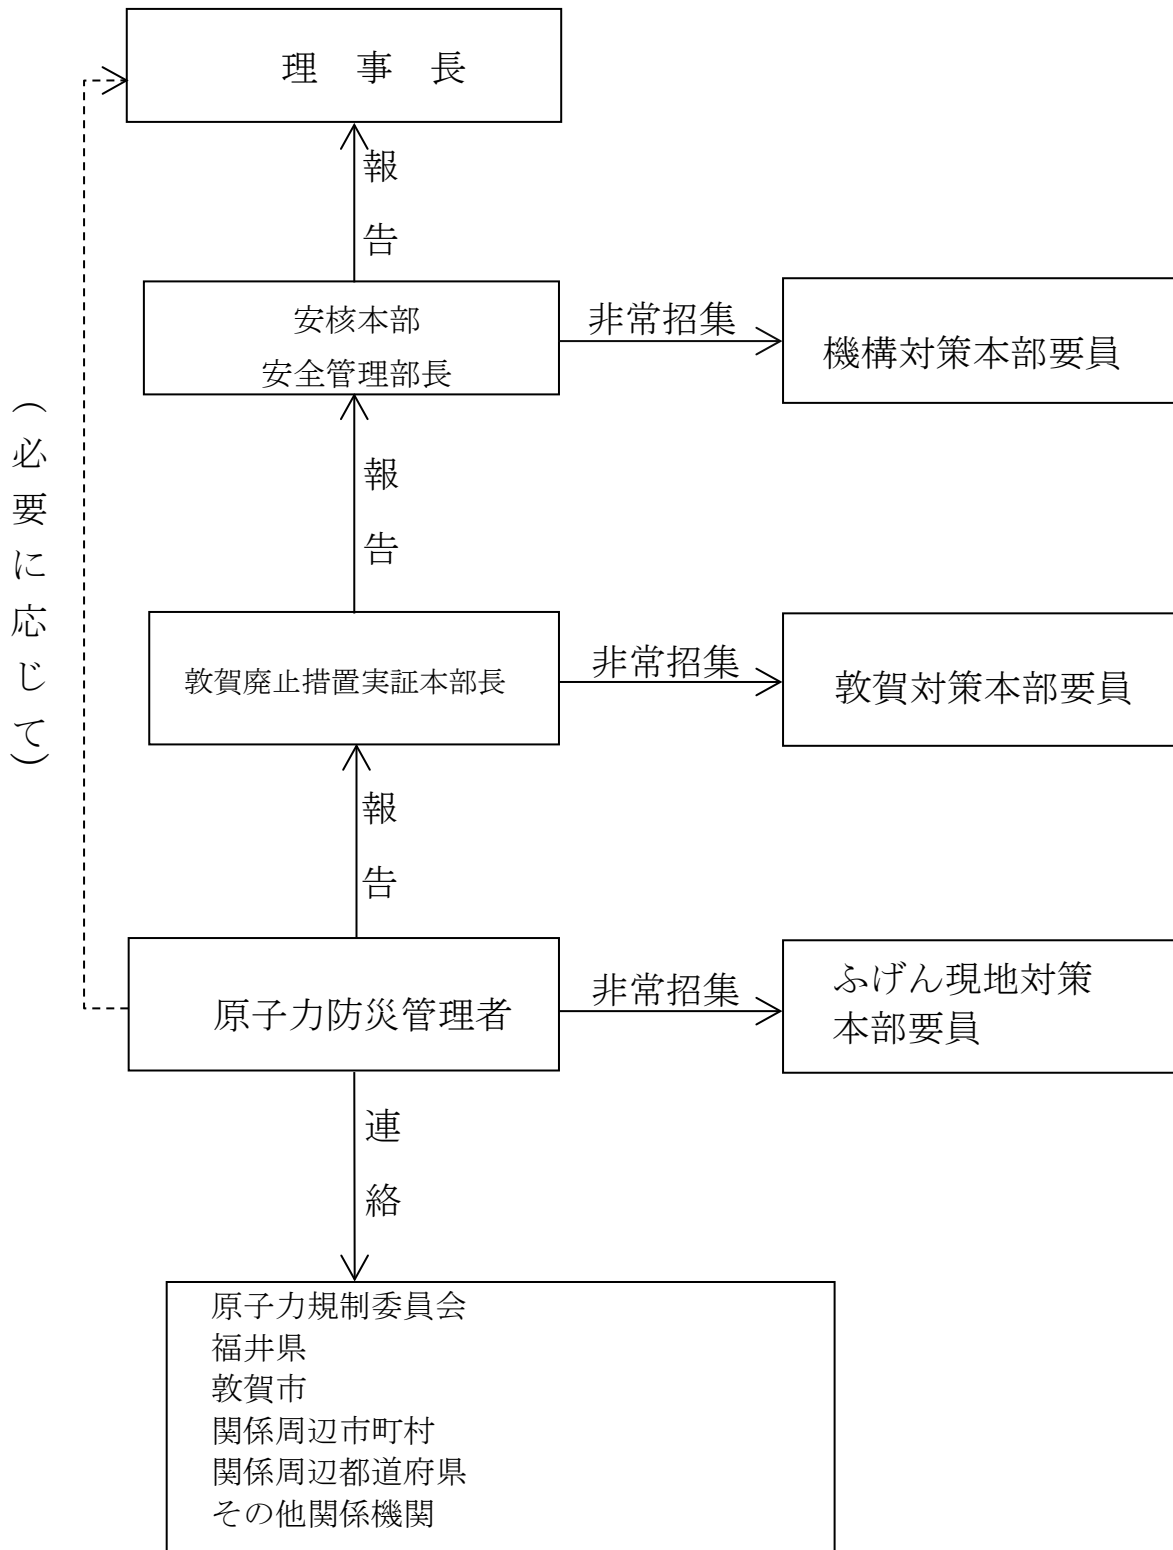 理 事 長
報告
安核本部
安全管理部長
非常招集
機構対策本部要員
(必要に応じて)
報告
敦賀廃止措置実証本部長
非常招集
敦賀対策本部要員
報告
原子力防災管理者
非常招集
ふげん現地対策
本部要員
連絡
原子力規制委員会
福井県
敦賀市
関係周辺市町村
関係周辺都道府県
その他関係機関